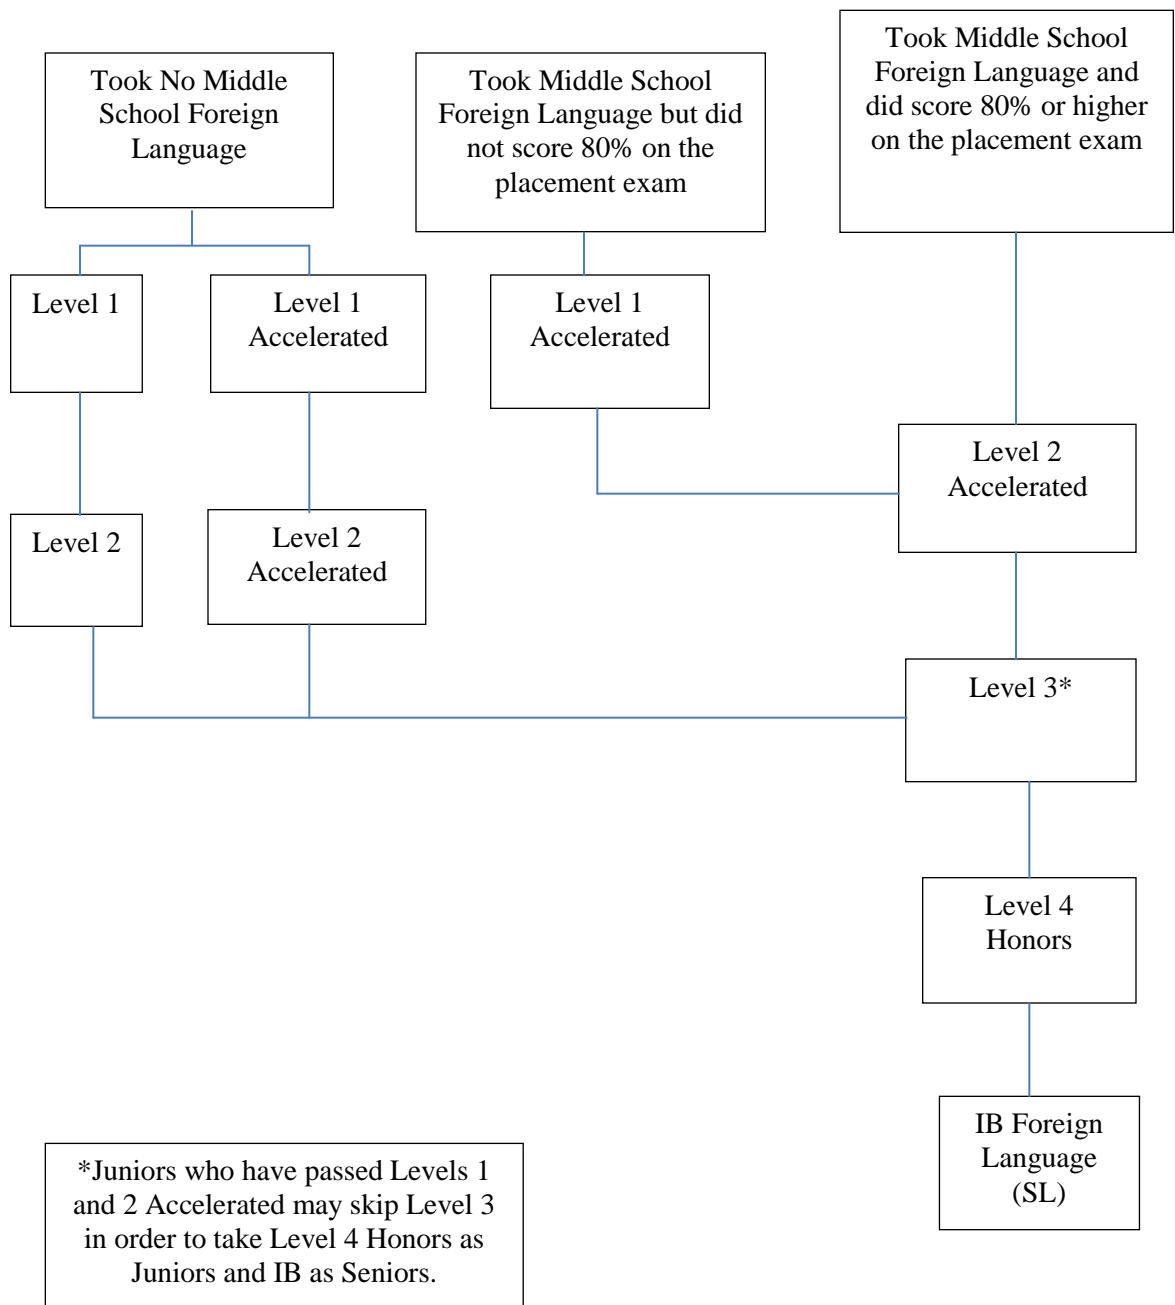 Took No Middle
School Foreign
Language
Took Middle School
Foreign Language but did
not score 80% on the
placement exam
Took Middle School
Foreign Language and
did score 80% or higher
on the placement exam
Level 1
Level 1
Accelerated
Level 1
Accelerated
Level 2
Accelerated
Level 2
Level 2
Accelerated
Level 3*
Level 4
Honors
IB Foreign
Language
(SL)
*Juniors who have passed Levels 1
and 2 Accelerated may skip Level 3
in order to take Level 4 Honors as
Juniors and IB as Seniors.